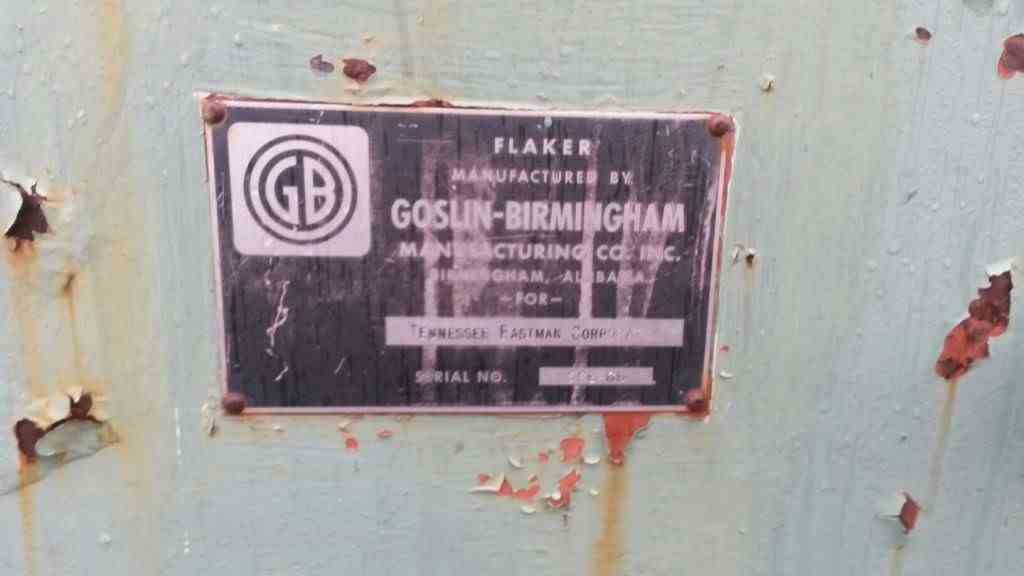 GB
FLAKER
MANUFACTURED BY
GOSLIN-BIRMINGHAM
MANUFACTURING CO. INC.
BIRMINGHAM, ALABAMA
-FOR-
TENNESSEE EASTMAN
SERIAL NO.